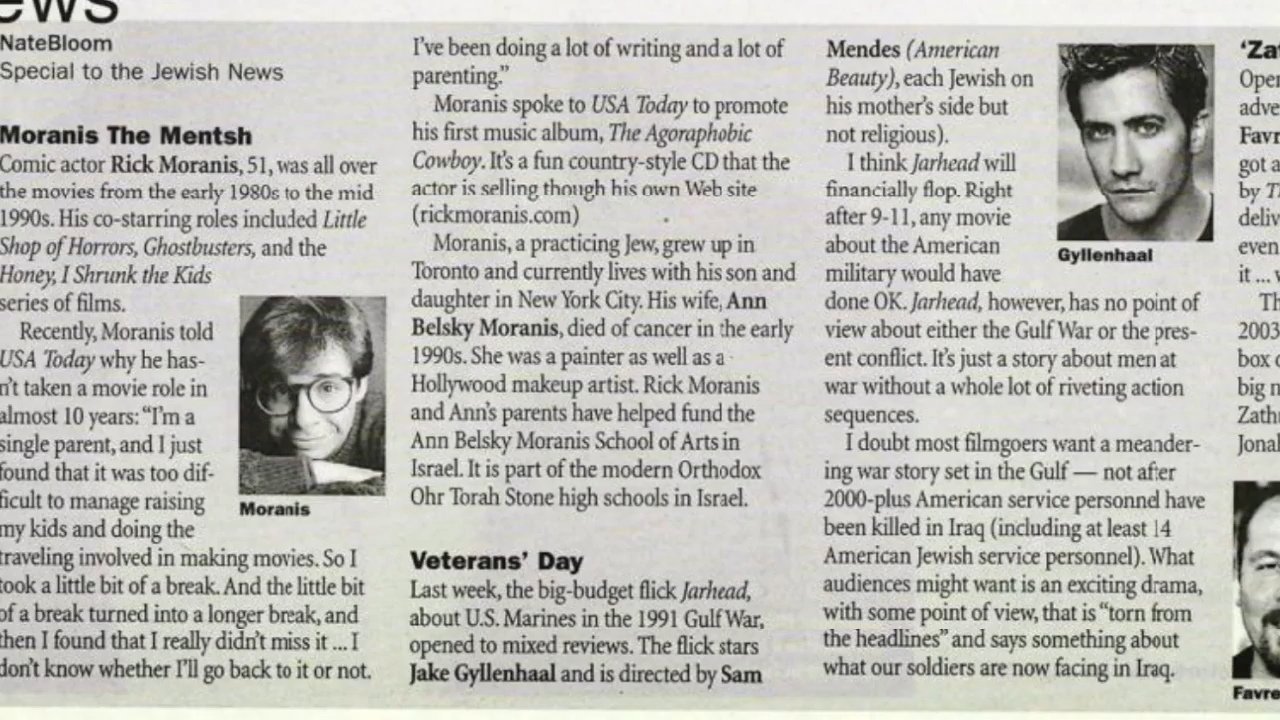 ews
NateBloom
Special to the Jewish News
Moranis The Mentsh
Comic actor Rick Moranis, 51, was all over
the movies from the early 1980s to the mid
1990s. His co-starring roles included Little
Shop of Horrors, Ghostbusters, and the
Honey, I Shrunk the Kids
series of films.
Recently, Moranis told
USA Today why he has-
n't taken a movie role in
almost 10 years: “I'm a
single parent, and I just
found that it was too dif-
ficult to manage raising
my kids and doing the
traveling involved in making movies. So I
took a little bit of a break. And the little bit
of a break turned into a longer break, and
then I found that I really didn't miss it ... I
don't know whether I'll go back to it or not.
Moranis
I've been doing a lot of writing and a lot of
parenting.”
Moranis spoke to USA Today to promote
his first music album, The Agoraphobic
Cowboy. It's a fun country-style CD that the
actor is selling though his own Web site
(rickmoranis.com)
Moranis, a practicing Jew, grew up in
Toronto and currently lives with his son and
daughter in New York City. His wife, Ann
Belsky Moranis, died of cancer in the early
1990s. She was a painter as well as a
Hollywood makeup artist. Rick Moranis
and Ann's parents have helped fund the
Ann Belsky Moranis School of Arts in
Israel. It is part of the modern Orthodox
Ohr Torah Stone high schools in Israel.
Veterans' Day
Last week, the big-budget flick Jarhead,
about U.S. Marines in the 1991 Gulf War,
opened to mixed reviews. The flick stars
Jake Gyllenhaal and is directed by Sam
Mendes (American
Beauty), each Jewish on
his mother's side but
not religious).
I think Jarhead will
financially flop. Right
after 9-11, any movie
about the American
military would have
done OK. Jarhead, however, has no point of
view about either the Gulf War or the pres-
ent conflict. It's just a story about men at
war without a whole lot of riveting action
sequences.
I doubt most filmgoers want a meander-
ing war story set in the Gulf — not after
2000-plus American service personnel have
been killed in Iraq (including at least 14
American Jewish service personnel). What
audiences might want is an exciting drama,
with some point of view, that is “torn from
the headlines” and says something about
what our soldiers are now facing in Iraq.
Gyllenhaal
‘Za
Oper
adve
Favr
got a
by T
deliv
even
it ...
Th
2003
box o
big m
Zath
Jona
Favre